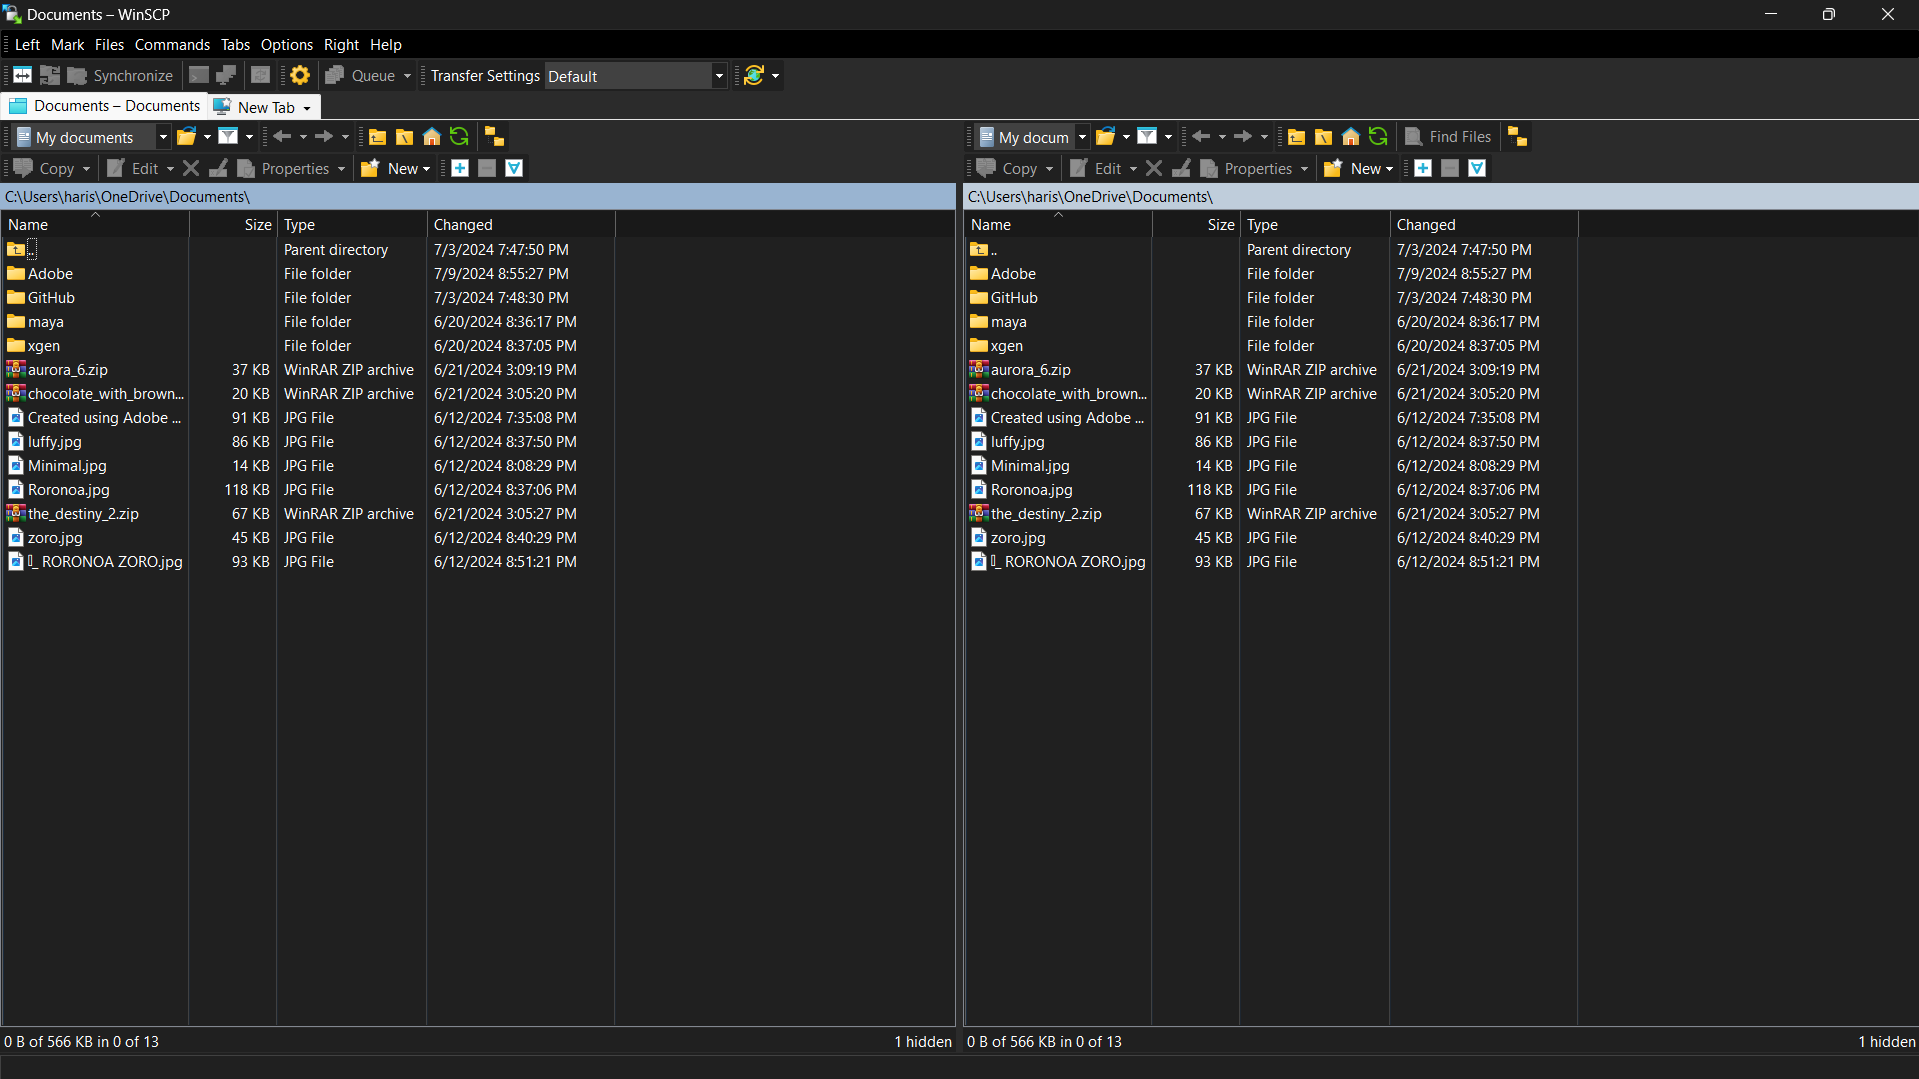 Documents – WinSCP
Left Mark Files Commands Tabs Options Right Help
Synchronize Queue Transfer Settings Default
Documents – Documents New Tab
My documents
Copy Edit Properties New
C:\Users\haris\OneDrive\Documents\
Name Size Type Changed
.. Parent directory 7/3/2024 7:47:50 PM
Adobe File folder 7/9/2024 8:55:27 PM
GitHub File folder 7/3/2024 7:48:30 PM
maya File folder 6/20/2024 8:36:17 PM
xgen File folder 6/20/2024 8:37:05 PM
aurora_6.zip 37 KB WinRAR ZIP archive 6/21/2024 3:09:19 PM
chocolate_with_brown... 20 KB WinRAR ZIP archive 6/21/2024 3:05:20 PM
Created using Adobe ... 91 KB JPG File 6/12/2024 7:35:08 PM
luffy.jpg 86 KB JPG File 6/12/2024 8:37:50 PM
Minimal.jpg 14 KB JPG File 6/12/2024 8:08:29 PM
Roronoa.jpg 118 KB JPG File 6/12/2024 8:37:06 PM
the_destiny_2.zip 67 KB WinRAR ZIP archive 6/21/2024 3:05:27 PM
zoro.jpg 45 KB JPG File 6/12/2024 8:40:29 PM
_ RORONOA ZORO.jpg 93 KB JPG File 6/12/2024 8:51:21 PM
0 B of 566 KB in 0 of 13 1 hidden
My docum Find Files
Copy Edit Properties New
C:\Users\haris\OneDrive\Documents\
Name Size Type Changed
.. Parent directory 7/3/2024 7:47:50 PM
Adobe File folder 7/9/2024 8:55:27 PM
GitHub File folder 7/3/2024 7:48:30 PM
maya File folder 6/20/2024 8:36:17 PM
xgen File folder 6/20/2024 8:37:05 PM
aurora_6.zip 37 KB WinRAR ZIP archive 6/21/2024 3:09:19 PM
chocolate_with_brown... 20 KB WinRAR ZIP archive 6/21/2024 3:05:20 PM
Created using Adobe ... 91 KB JPG File 6/12/2024 7:35:08 PM
luffy.jpg 86 KB JPG File 6/12/2024 8:37:50 PM
Minimal.jpg 14 KB JPG File 6/12/2024 8:08:29 PM
Roronoa.jpg 118 KB JPG File 6/12/2024 8:37:06 PM
the_destiny_2.zip 67 KB WinRAR ZIP archive 6/21/2024 3:05:27 PM
zoro.jpg 45 KB JPG File 6/12/2024 8:40:29 PM
_ RORONOA ZORO.jpg 93 KB JPG File 6/12/2024 8:51:21 PM
0 B of 566 KB in 0 of 13 1 hidden